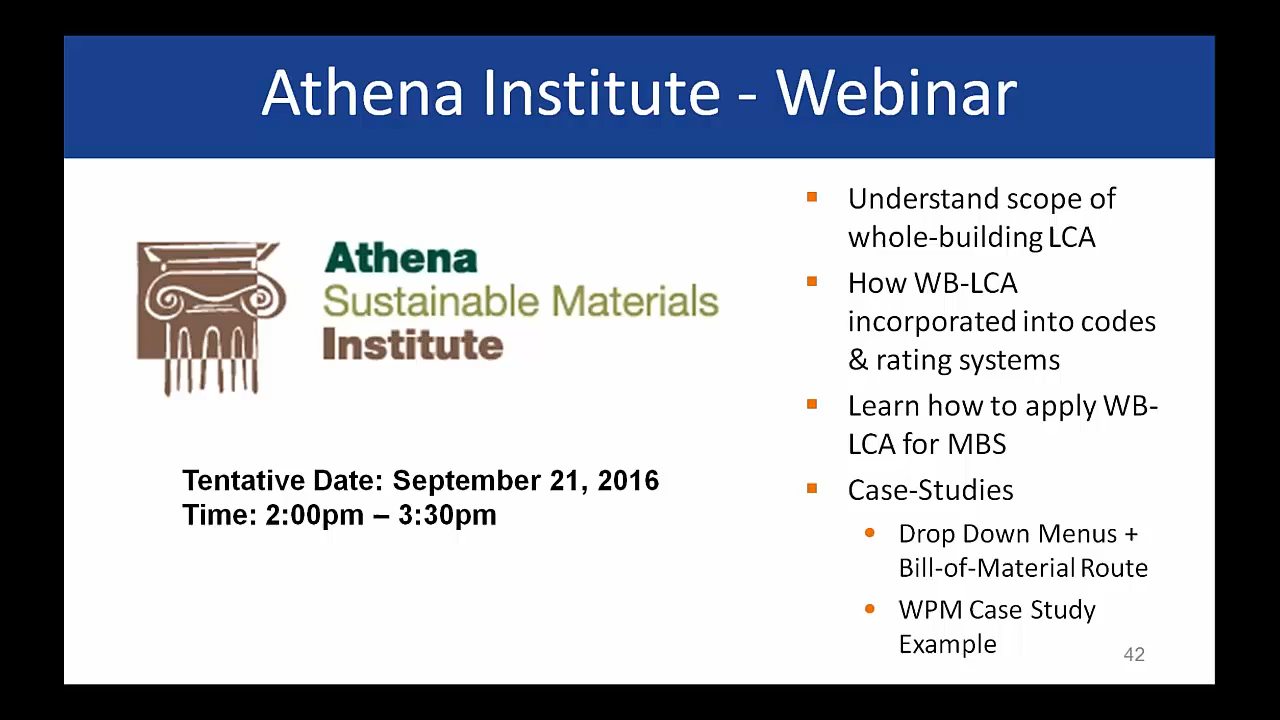 Athena Institute - Webinar
Athena
Sustainable Materials
Institute
Tentative Date: September 21, 2016
Time: 2:00pm – 3:30pm
Understand scope of
whole-building LCA
How WB-LCA
incorporated into codes
& rating systems
Learn how to apply WB-
LCA for MBS
Case-Studies
Drop Down Menus +
Bill-of-Material Route
WPM Case Study
Example
42